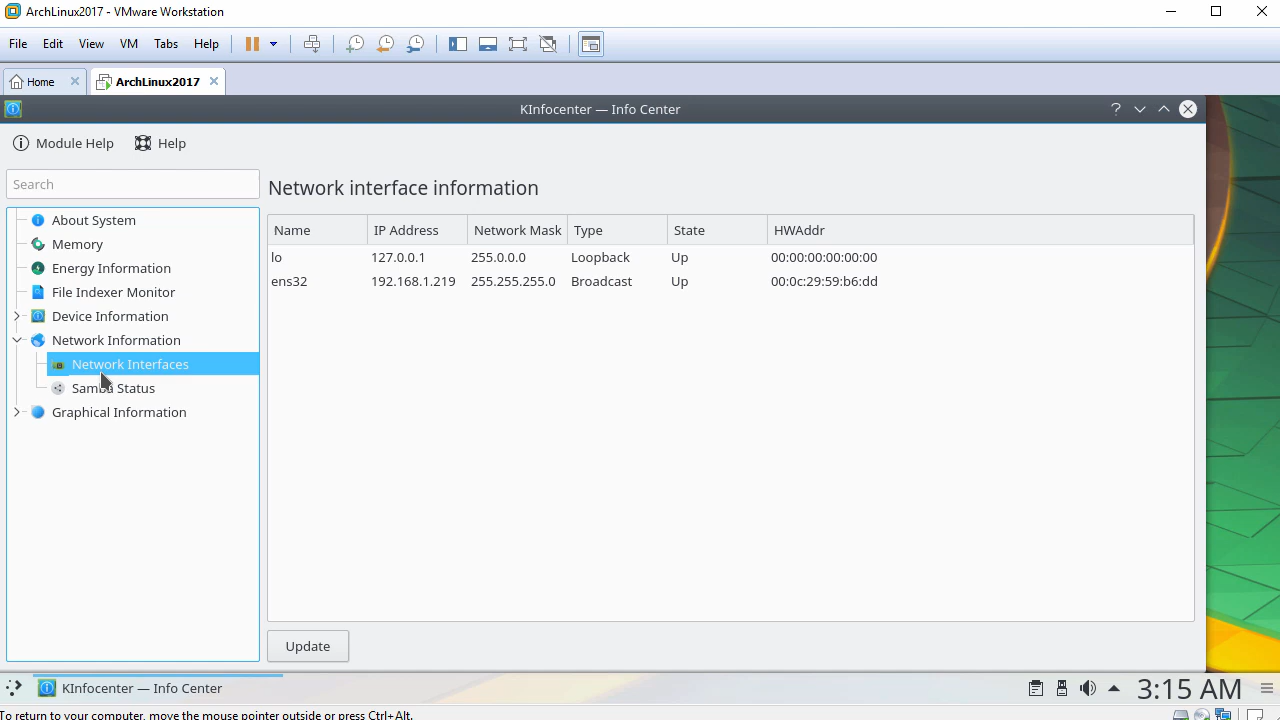 ArchLinux2017 - VMware Workstation
File Edit View VM Tabs Help
Home ArchLinux2017
KInfocenter — Info Center
Module Help Help
Search
Network interface information
About System
Memory
Energy Information
File Indexer Monitor
Device Information
Network Information
Network Interfaces
Samba Status
Graphical Information
Name IP Address Network Mask Type State HWAddr
lo 127.0.0.1 255.0.0.0 Loopback Up 00:00:00:00:00:00
ens32 192.168.1.219 255.255.255.0 Broadcast Up 00:0c:29:59:b6:dd
Update
KInfocenter — Info Center 3:15 AM
To return to your computer, move the mouse pointer outside or press Ctrl+Alt.